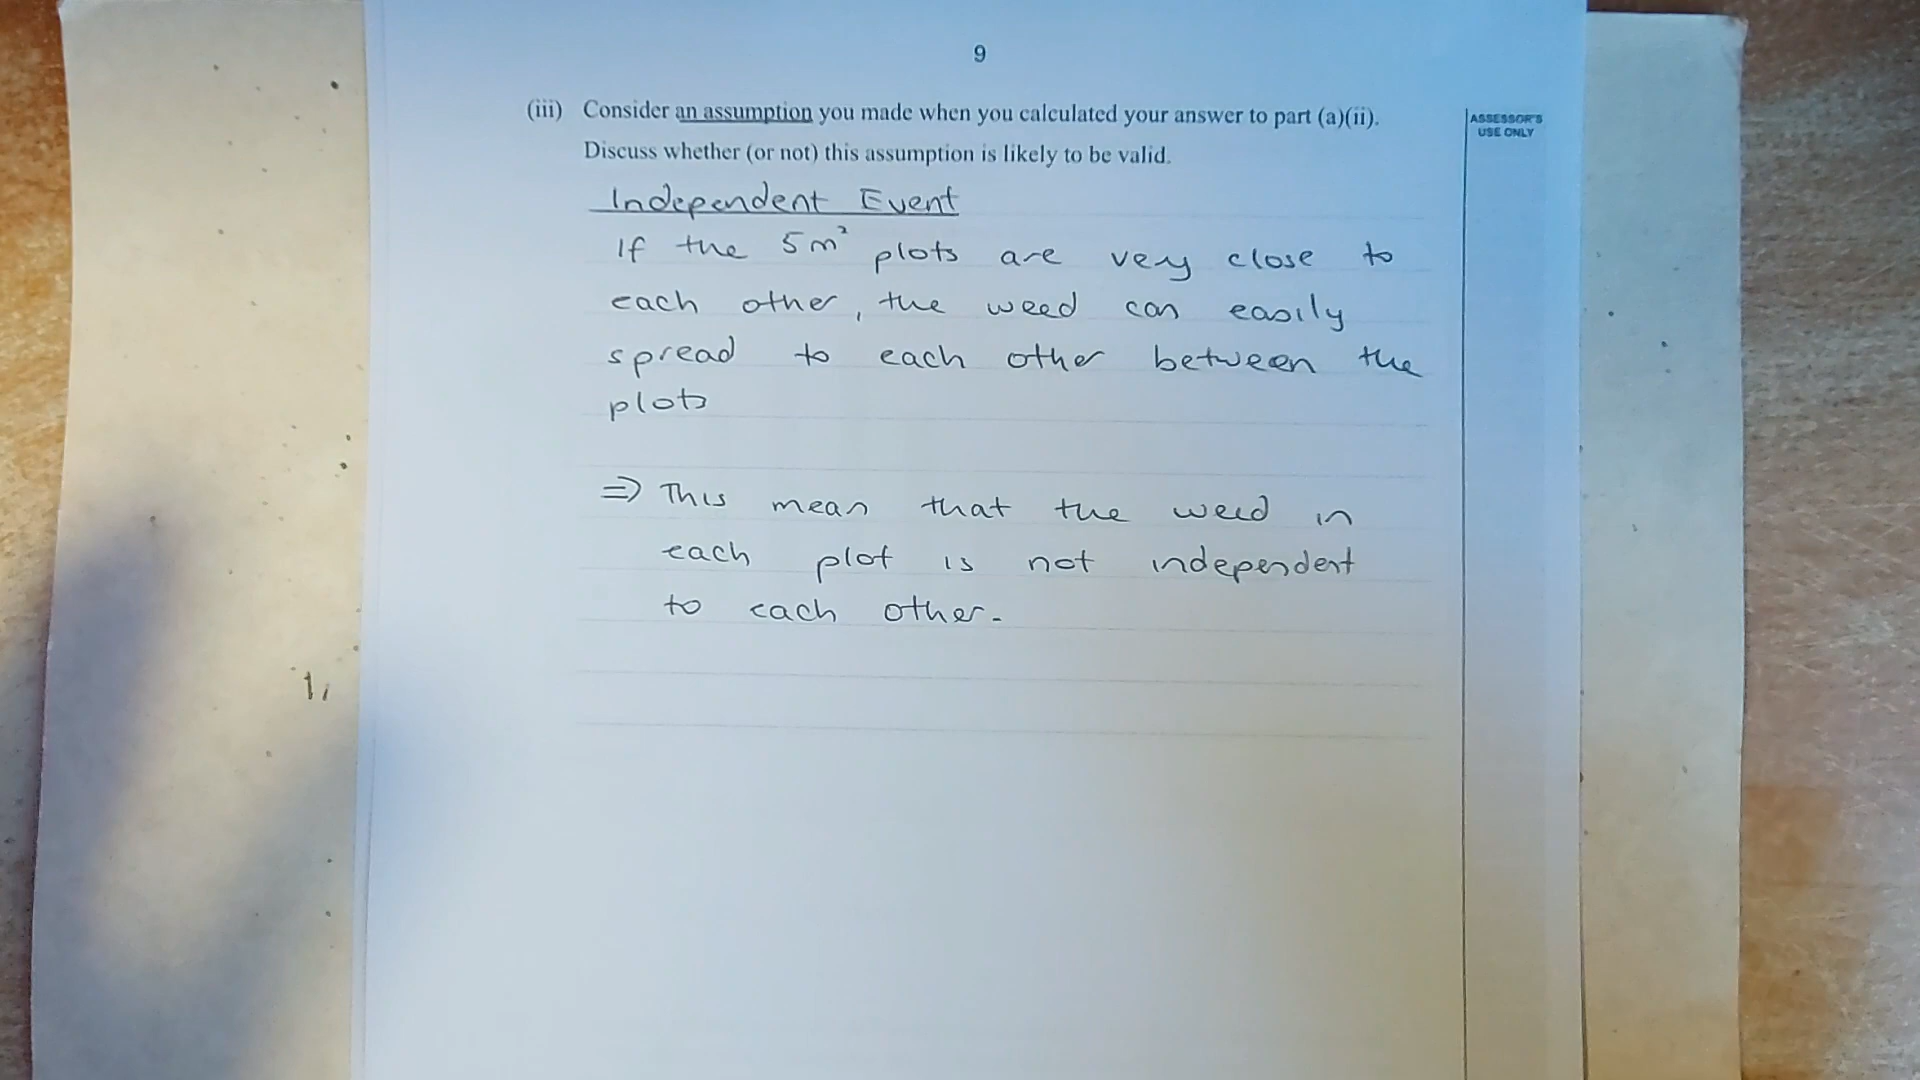 9
(iii) Consider an assumption you made when you calculated your answer to part (a)(ii).
Discuss whether (or not) this assumption is likely to be valid.
ASSESSOR'S
USE ONLY
Independent Event
If the 5m² plots are very close to
each other, the weed can easily
spread to each other between the
plots
⇒ This mean that the weed in
each plot is not independent
to each other.